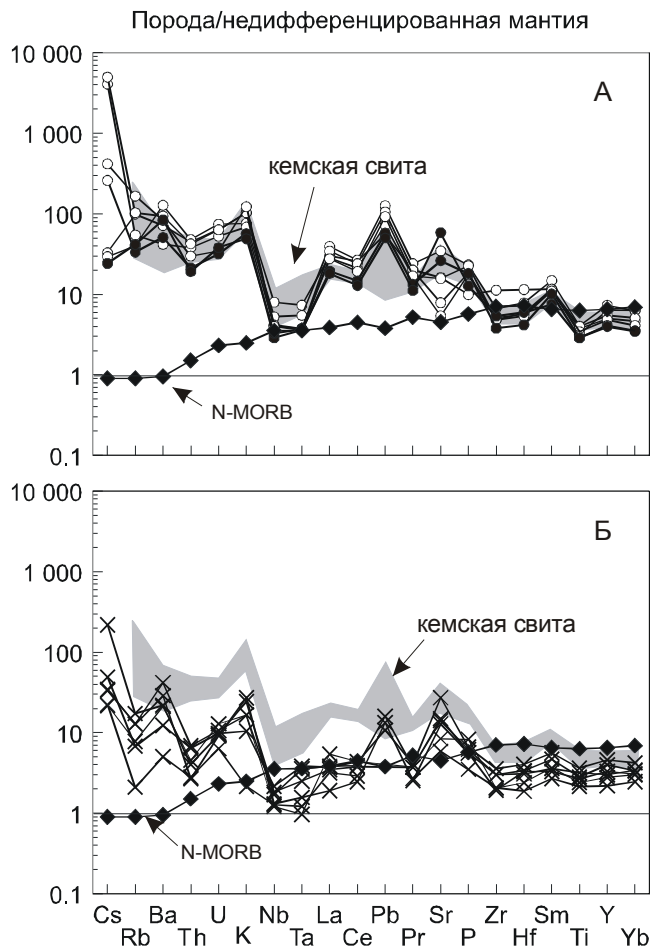 Порода/недифференцированная мантия
10 000
А
1 000
кемская свита
100
10
1
N-MORB
0.1
10 000
Б
1 000
кемская свита
100
10
1
N-MORB
0.1
Cs Ba U Nb La Pb Sr Zr Sm Y
Rb Th K Ta Ce Pr P Hf Ti Yb